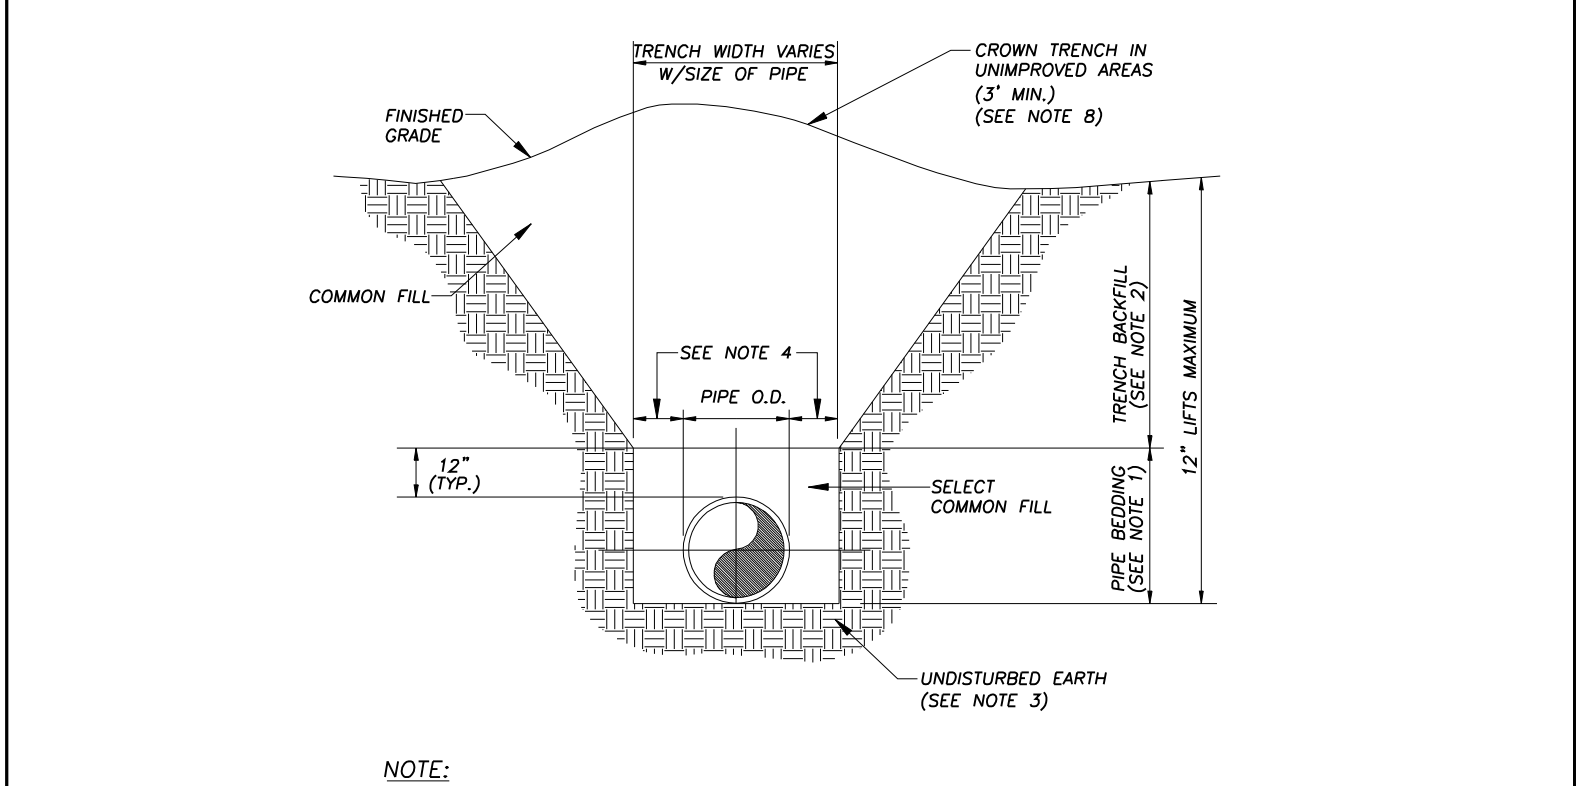 TRENCH WIDTH VARIES
W/SIZE OF PIPE
CROWN TRENCH IN
UNIMPROVED AREAS
(3' MIN.)
(SEE NOTE 8)
FINISHED
GRADE
COMMON FILL
SEE NOTE 4
PIPE O.D.
12"
(TYP.)
SELECT
COMMON FILL
TRENCH BACKFILL
(SEE NOTE 2)
PIPE BEDDING
(SEE NOTE 1)
12" LIFTS MAXIMUM
UNDISTURBED EARTH
(SEE NOTE 3)
NOTE: